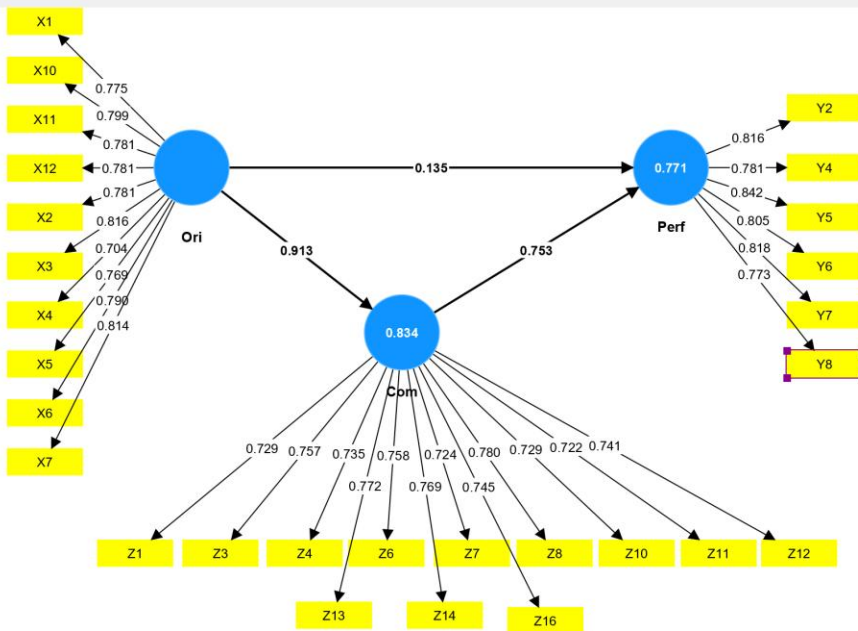 X1
X10
X11
X12
X2
X3
X4
X5
X6
X7
0.775
0.799
0.781
0.781
0.781
0.816
0.704
0.769
0.790
0.814
Ori
0.135
0.913
0.753
0.771
Perf
0.834
Com
0.816
0.781
0.842
0.805
0.818
0.773
Y2
Y4
Y5
Y6
Y7
Y8
0.729
0.757
0.735
0.772
0.758
0.769
0.724
0.745
0.780
0.729
0.722
0.741
Z1
Z3
Z4
Z6
Z7
Z8
Z10
Z11
Z12
Z13
Z14
Z16